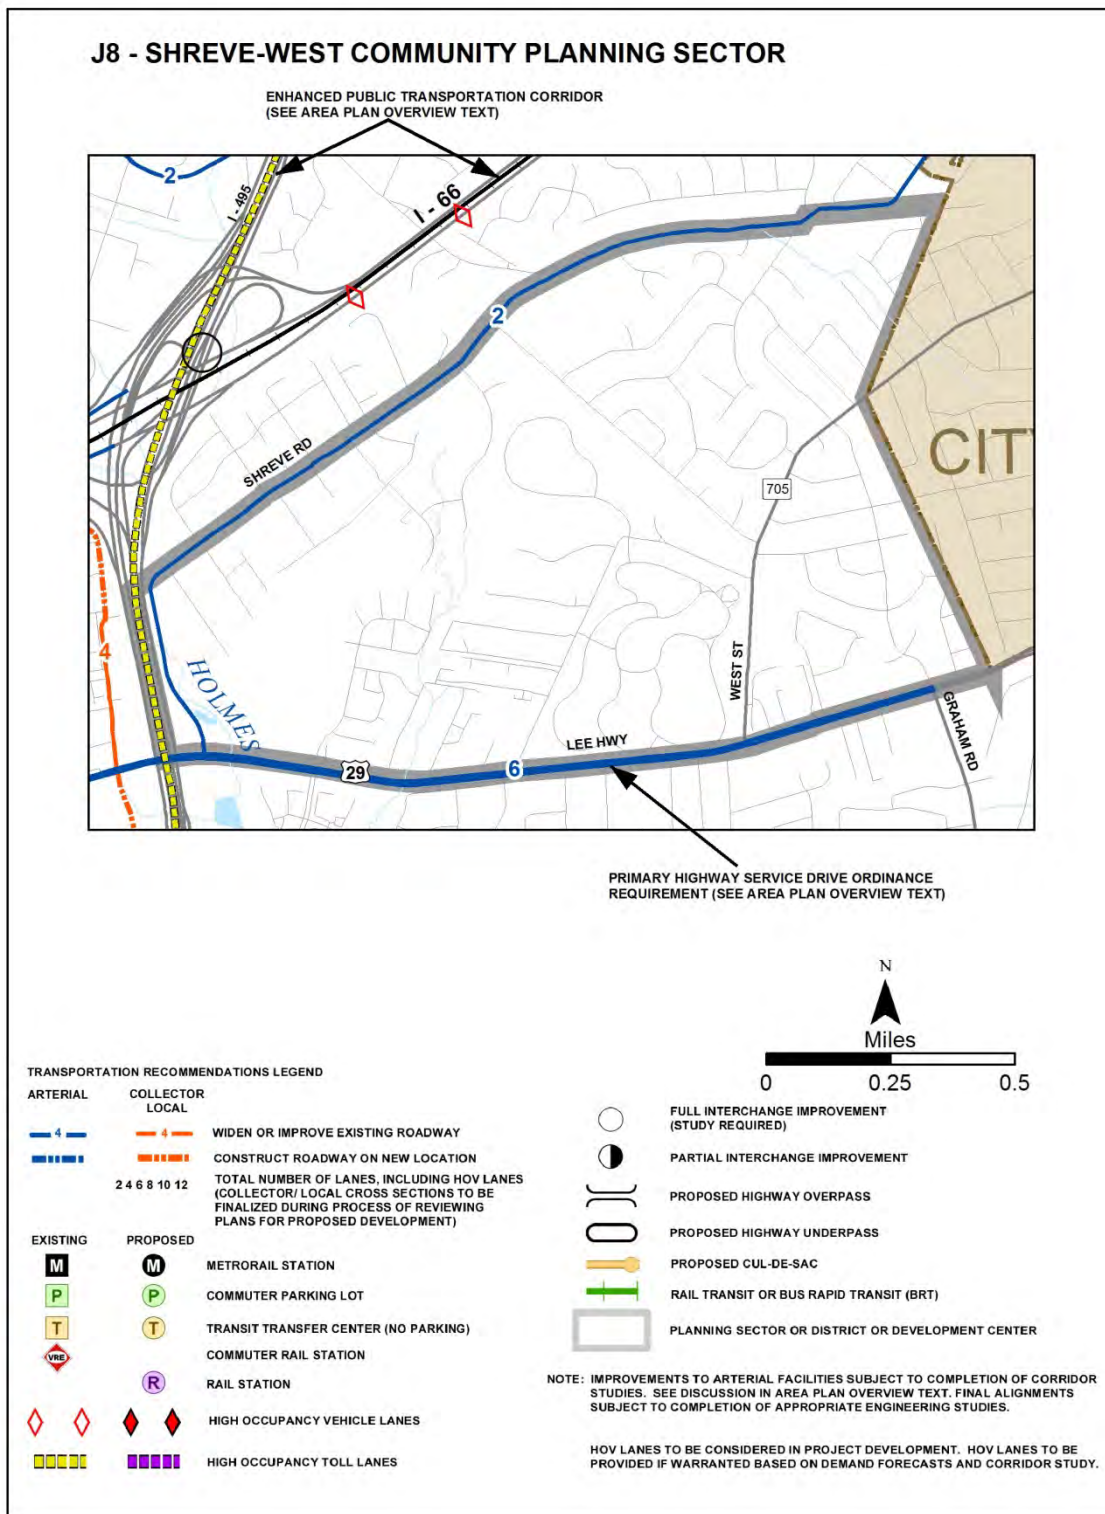 J8 - SHREVE-WEST COMMUNITY PLANNING SECTOR
ENHANCED PUBLIC TRANSPORTATION CORRIDOR
(SEE AREA PLAN OVERVIEW TEXT)
2
I - 495
I - 66
4
2
SHREVE RD
CIT
705
4
HOLMES
WEST ST
LEE HWY
29
6
GRAHAM RD
PRIMARY HIGHWAY SERVICE DRIVE ORDINANCE
REQUIREMENT (SEE AREA PLAN OVERVIEW TEXT)
N
Miles
0 0.25 0.5
TRANSPORTATION RECOMMENDATIONS LEGEND
ARTERIAL COLLECTOR
LOCAL
4 4 WIDEN OR IMPROVE EXISTING ROADWAY
CONSTRUCT ROADWAY ON NEW LOCATION
2 4 6 8 10 12 TOTAL NUMBER OF LANES, INCLUDING HOV LANES
(COLLECTOR/ LOCAL CROSS SECTIONS TO BE
FINALIZED DURING PROCESS OF REVIEWING
PLANS FOR PROPOSED DEVELOPMENT)
EXISTING PROPOSED
M M METRORAIL STATION
P P COMMUTER PARKING LOT
T T TRANSIT TRANSFER CENTER (NO PARKING)
VRE COMMUTER RAIL STATION
R RAIL STATION
HIGH OCCUPANCY VEHICLE LANES
HIGH OCCUPANCY TOLL LANES
FULL INTERCHANGE IMPROVEMENT
(STUDY REQUIRED)
PARTIAL INTERCHANGE IMPROVEMENT
PROPOSED HIGHWAY OVERPASS
PROPOSED HIGHWAY UNDERPASS
PROPOSED CUL-DE-SAC
RAIL TRANSIT OR BUS RAPID TRANSIT (BRT)
PLANNING SECTOR OR DISTRICT OR DEVELOPMENT CENTER
NOTE: IMPROVEMENTS TO ARTERIAL FACILITIES SUBJECT TO COMPLETION OF CORRIDOR
STUDIES. SEE DISCUSSION IN AREA PLAN OVERVIEW TEXT. FINAL ALIGNMENTS
SUBJECT TO COMPLETION OF APPROPRIATE ENGINEERING STUDIES.
HOV LANES TO BE CONSIDERED IN PROJECT DEVELOPMENT. HOV LANES TO BE
PROVIDED IF WARRANTED BASED ON DEMAND FORECASTS AND CORRIDOR STUDY.